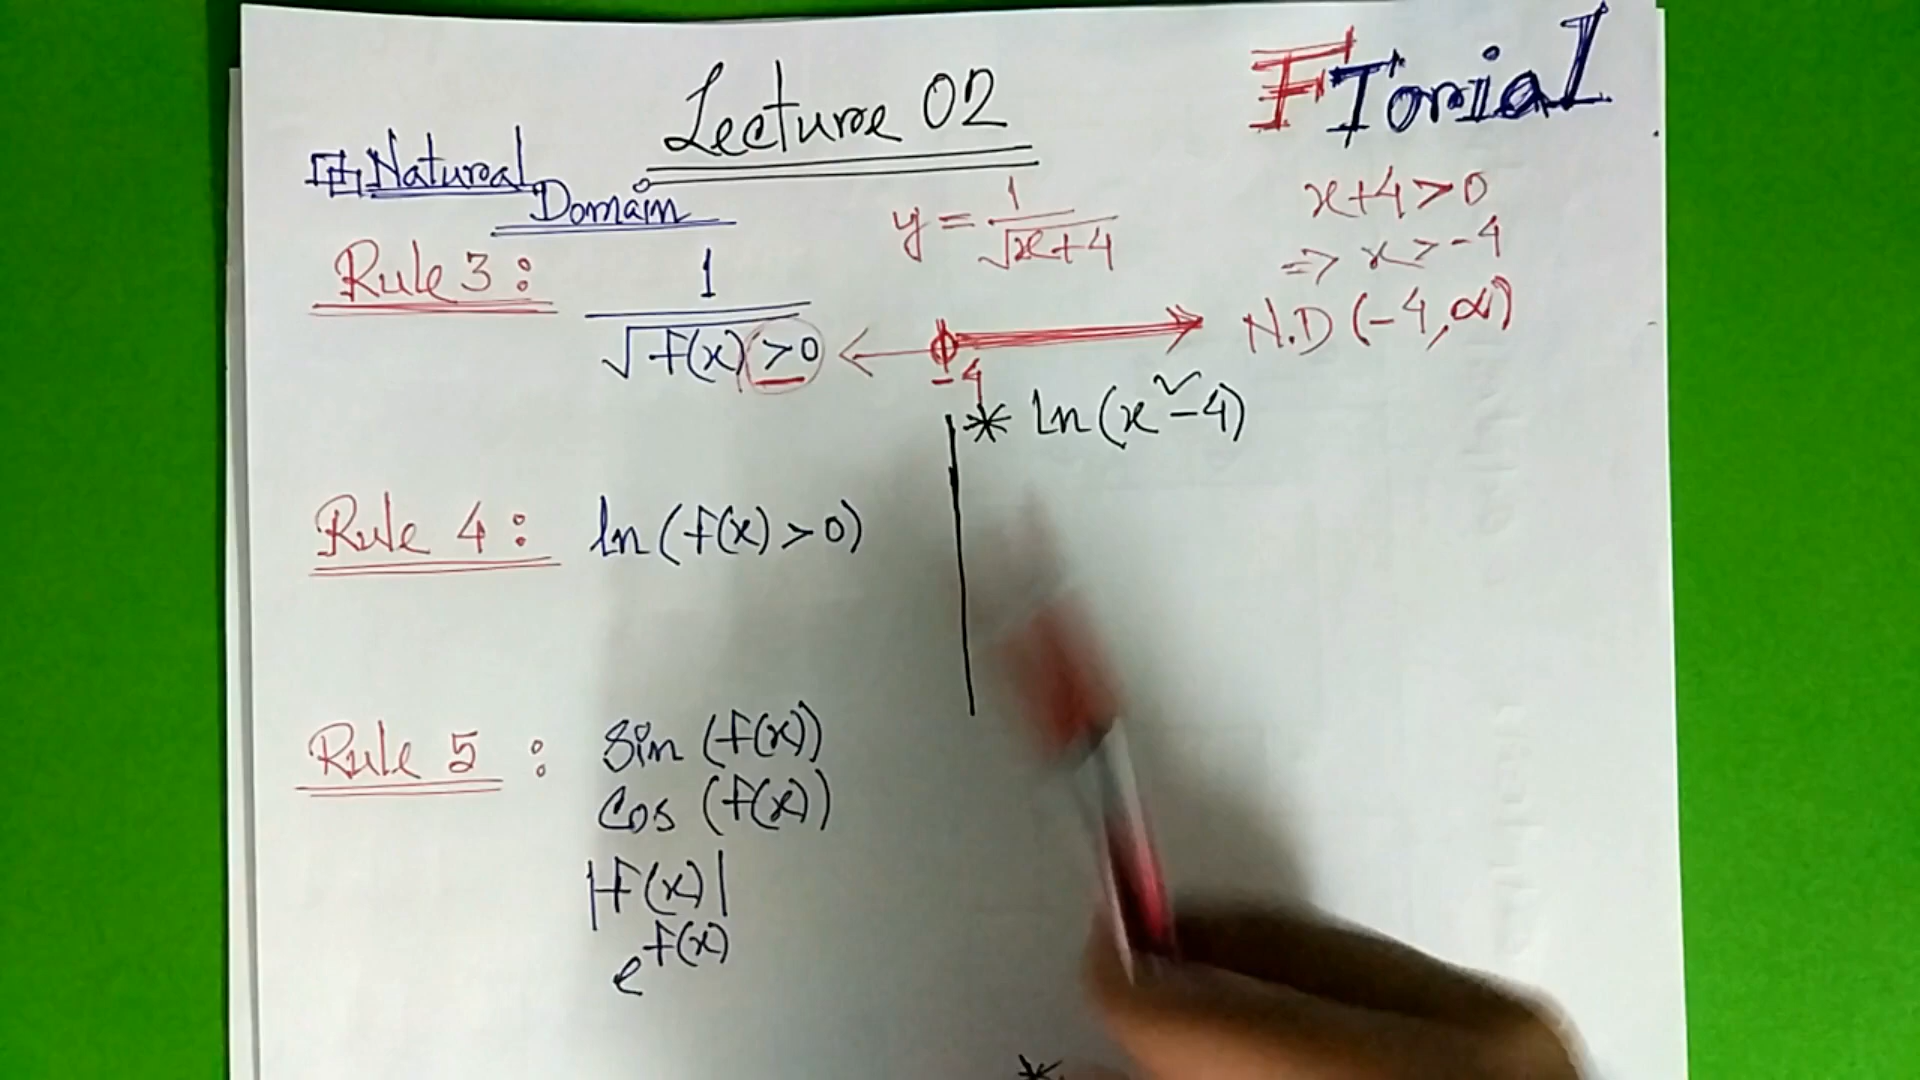 Lecture 02
FTorial
Natural
Domain
y = 1/√x+4
x+4>0
=> x > -4
N.D (-4, ∝)
Rule 3: 1/√f(x) >0
-4
* ln(x²-4)
Rule 4: ln(f(x) > 0)
Rule 5: Sin (f(x))
Cos (f(x))
|f(x)|
e^f(x)
*